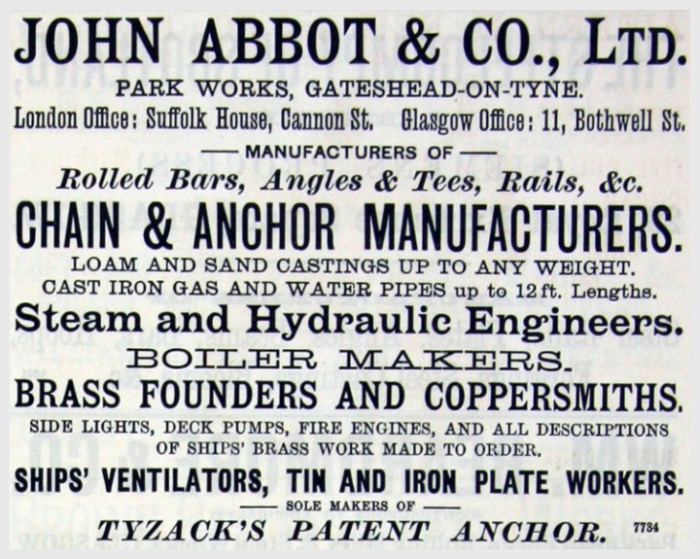 JOHN ABBOT & CO., LTD.
PARK WORKS, GATESHEAD-ON-TYNE.
London Office: Suffolk House, Cannon St. Glasgow Office: 11, Bothwell St.
— MANUFACTURERS OF —
Rolled Bars, Angles & Tees, Rails, &c.
CHAIN & ANCHOR MANUFACTURERS.
LOAM AND SAND CASTINGS UP TO ANY WEIGHT.
CAST IRON GAS AND WATER PIPES up to 12ft. Lengths.
Steam and Hydraulic Engineers.
BOILER MAKERS.
BRASS FOUNDERS AND COPPERSMITHS.
SIDE LIGHTS, DECK PUMPS, FIRE ENGINES, AND ALL DESCRIPTIONS
OF SHIPS' BRASS WORK MADE TO ORDER.
SHIPS' VENTILATORS, TIN AND IRON PLATE WORKERS.
SOLE MAKERS OF
TYZACK'S PATENT ANCHOR. 7734